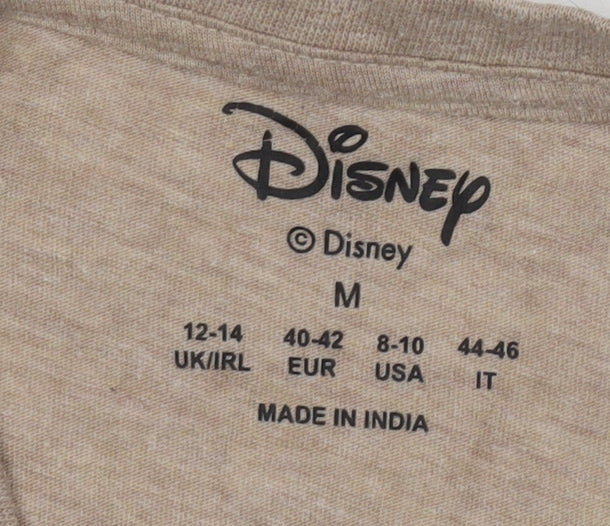 Disney
© Disney
M
12-14 40-42 8-10 44-46
UK/IRL EUR USA IT
MADE IN INDIA